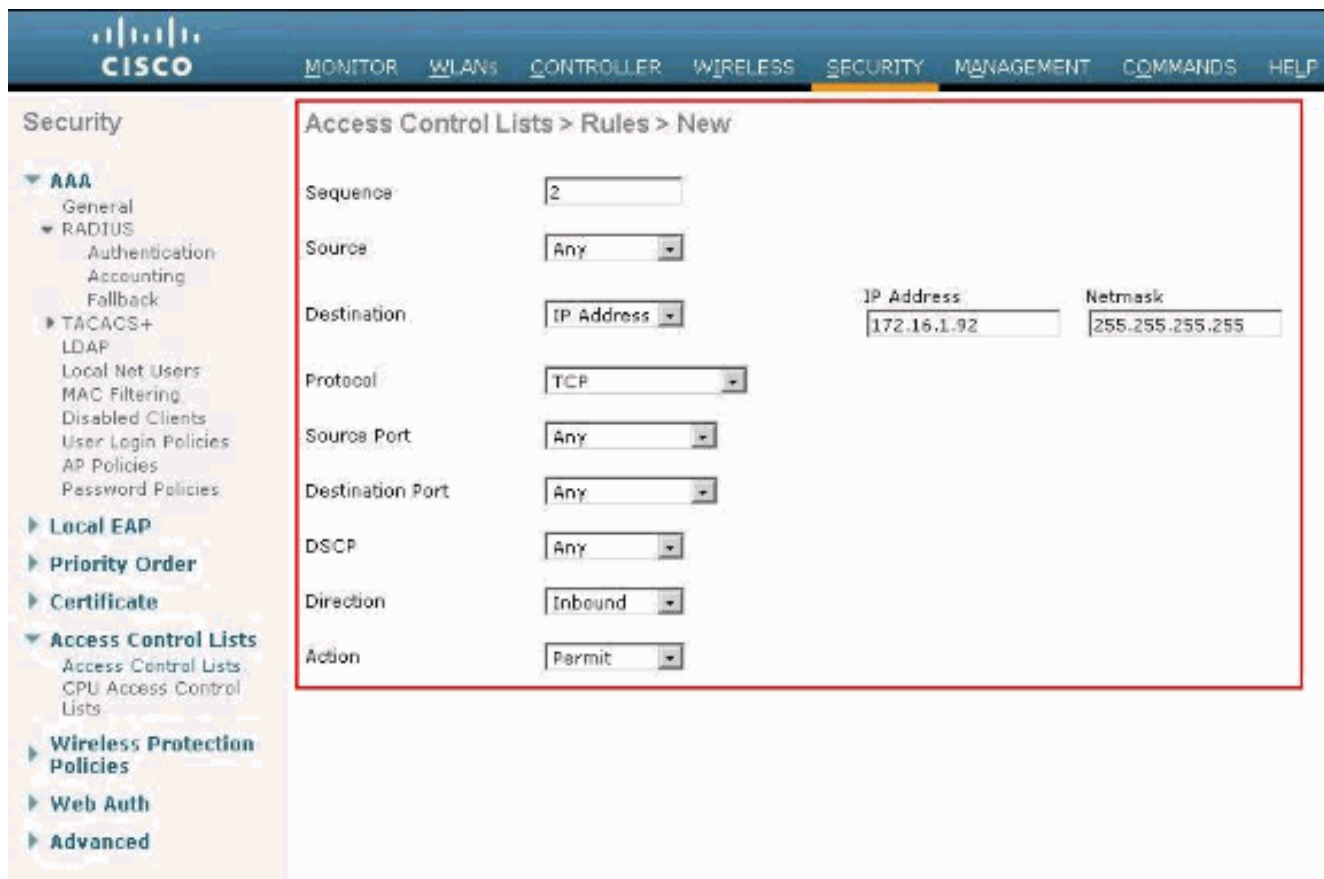 CISCO
MONITOR WLANs CONTROLLER WIRELESS SECURITY MANAGEMENT COMMANDS HELP
Security
AAA
General
RADIUS
Authentication
Accounting
Fallback
TACACS+
LDAP
Local Net Users
MAC Filtering
Disabled Clients
User Login Policies
AP Policies
Password Policies
Local EAP
Priority Order
Certificate
Access Control Lists
Access Control Lists
CPU Access Control
Lists
Wireless Protection
Policies
Web Auth
Advanced
Access Control Lists > Rules > New
Sequence 2
Source Any
IP Address Netmask
Destination IP Address 172.16.1.92 255.255.255.255
Protocol TCP
Source Port Any
Destination Port Any
DSCP Any
Direction Inbound
Action Permit